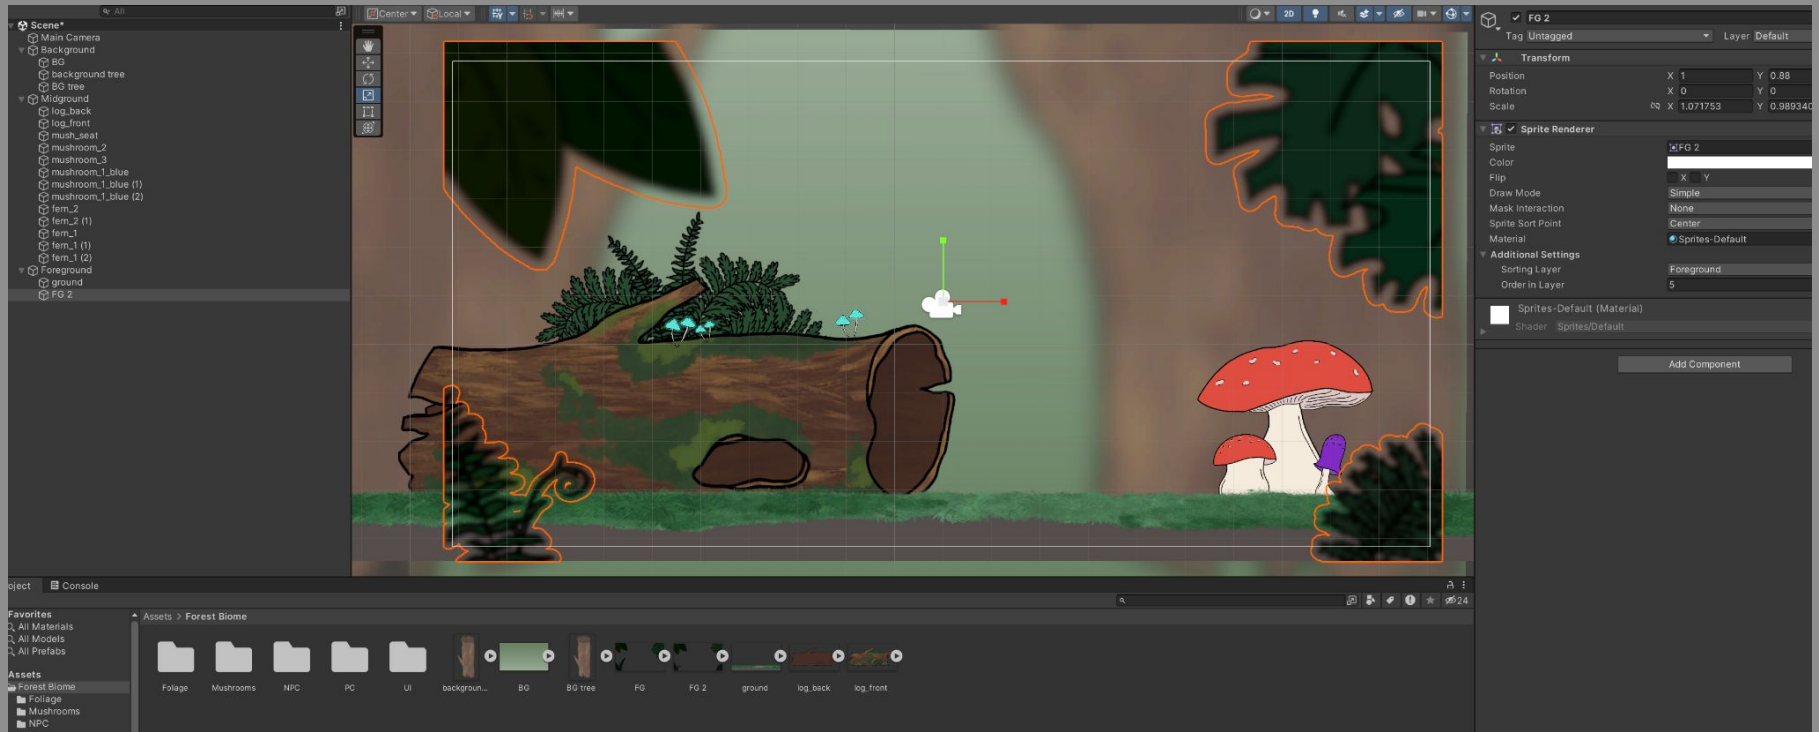 All
Scene*
Main Camera
Background
BG
background tree
BG tree
Midground
log_back
log_front
mush_seat
mushroom_2
mushroom_3
mushroom_1_blue
mushroom_1_blue (1)
mushroom_1_blue (2)
fern_2
fern_2 (1)
fern_1
fern_1 (1)
fern_1 (2)
Foreground
ground
FG 2
Center Local 2D
FG 2
Tag Untagged Layer Default
Transform
Position X 1 Y 0.88
Rotation X 0 Y 0
Scale X 1.071753 Y 0.989340
Sprite Renderer
Sprite FG 2
Color
Flip X Y
Draw Mode Simple
Mask Interaction None
Sprite Sort Point Center
Material Sprites-Default
Additional Settings
Sorting Layer Foreground
Order in Layer 5
Sprites-Default (Material)
Shader Sprites/Default
Add Component
oject Console
24
Favorites
All Materials
All Models
All Prefabs
Assets
Forest Biome
Foliage
Mushrooms
NPC
Assets > Forest Biome
Foliage Mushrooms NPC PC UI backgroun... BG BG tree FG FG 2 ground log_back log_front